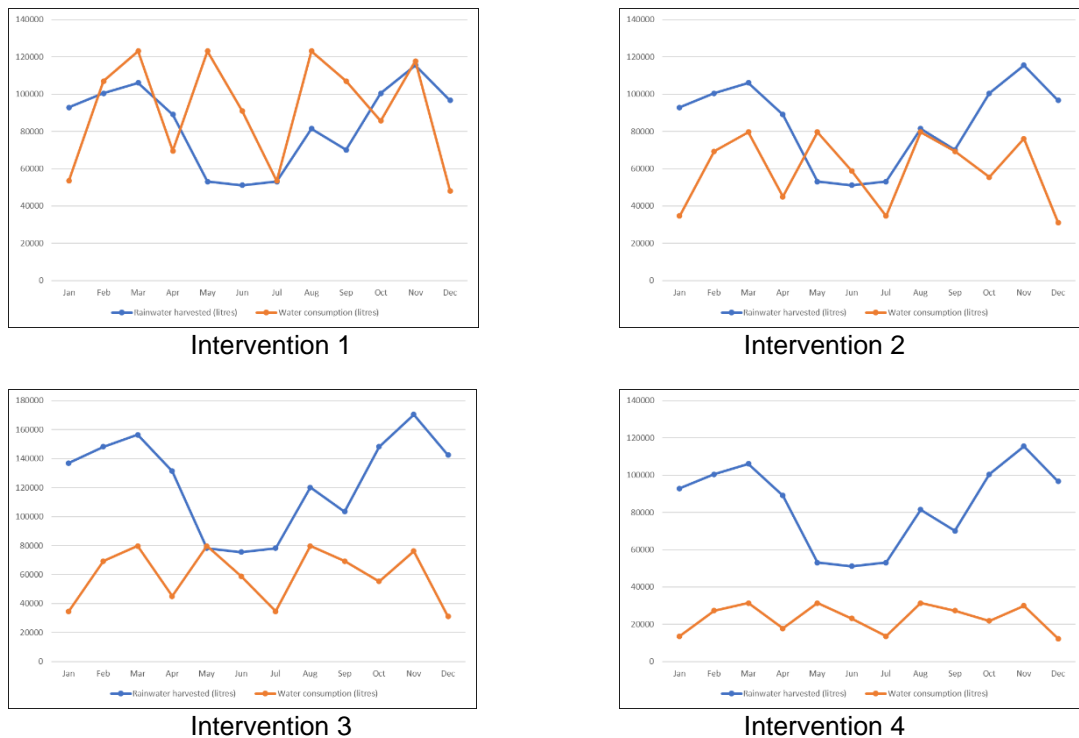 140000
120000
100000
80000
60000
40000
20000
0
Jan Feb Mar Apr May Jun Jul Aug Sep Oct Nov Dec
Rainwater harvested (litres) Water consumption (litres)
Intervention 1
140000
120000
100000
80000
60000
40000
20000
0
Jan Feb Mar Apr May Jun Jul Aug Sep Oct Nov Dec
Rainwater harvested (litres) Water consumption (litres)
Intervention 2
180000
160000
140000
120000
100000
80000
60000
40000
20000
0
Jan Feb Mar Apr May Jun Jul Aug Sep Oct Nov Dec
Rainwater harvested (litres) Water consumption (litres)
Intervention 3
140000
120000
100000
80000
60000
40000
20000
0
Jan Feb Mar Apr May Jun Jul Aug Sep Oct Nov Dec
Rainwater harvested (litres) Water consumption (litres)
Intervention 4